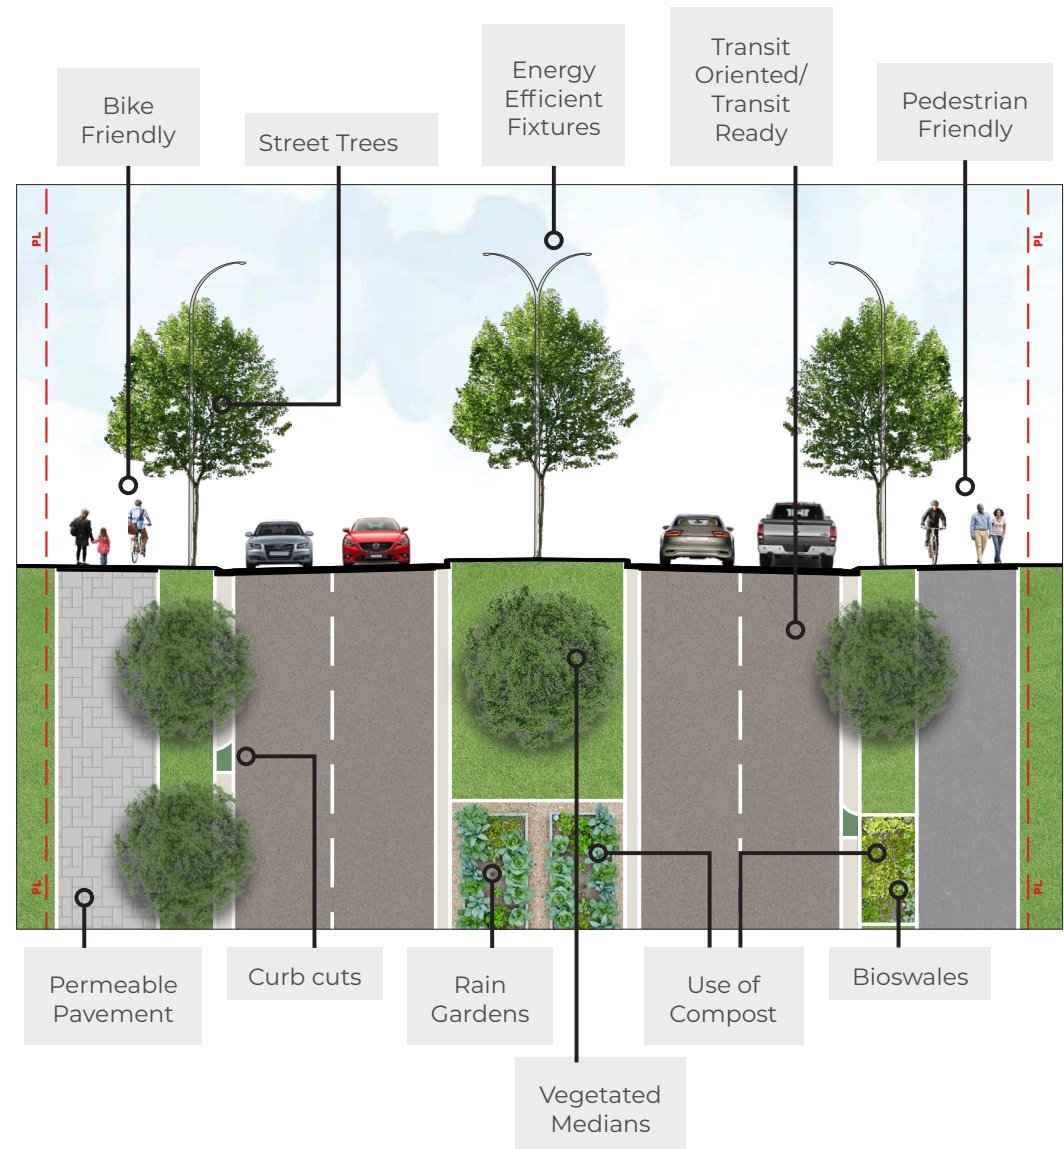 Bike
Friendly
Street Trees
Energy
Efficient
Fixtures
Transit
Oriented/
Transit
Ready
Pedestrian
Friendly
PL
PL
PL
PL
Permeable
Pavement
Curb cuts
Rain
Gardens
Use of
Compost
Bioswales
Vegetated
Medians